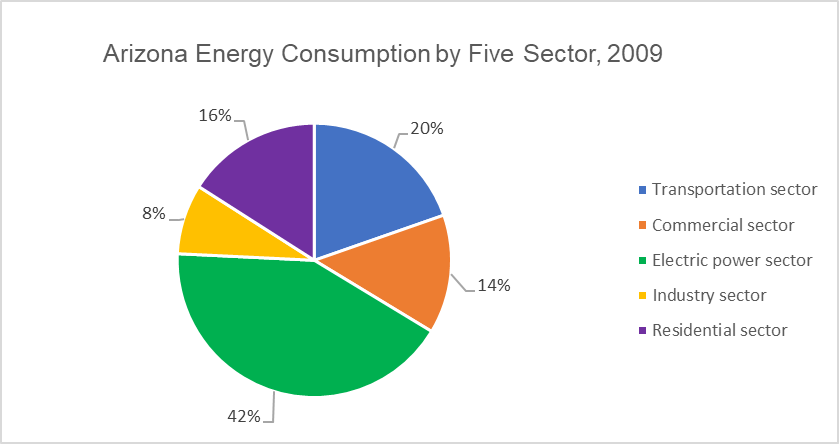 Arizona Energy Consumption by Five Sector, 2009
16%
20%
8%
14%
42%
Transportation sector
Commercial sector
Electric power sector
Industry sector
Residential sector